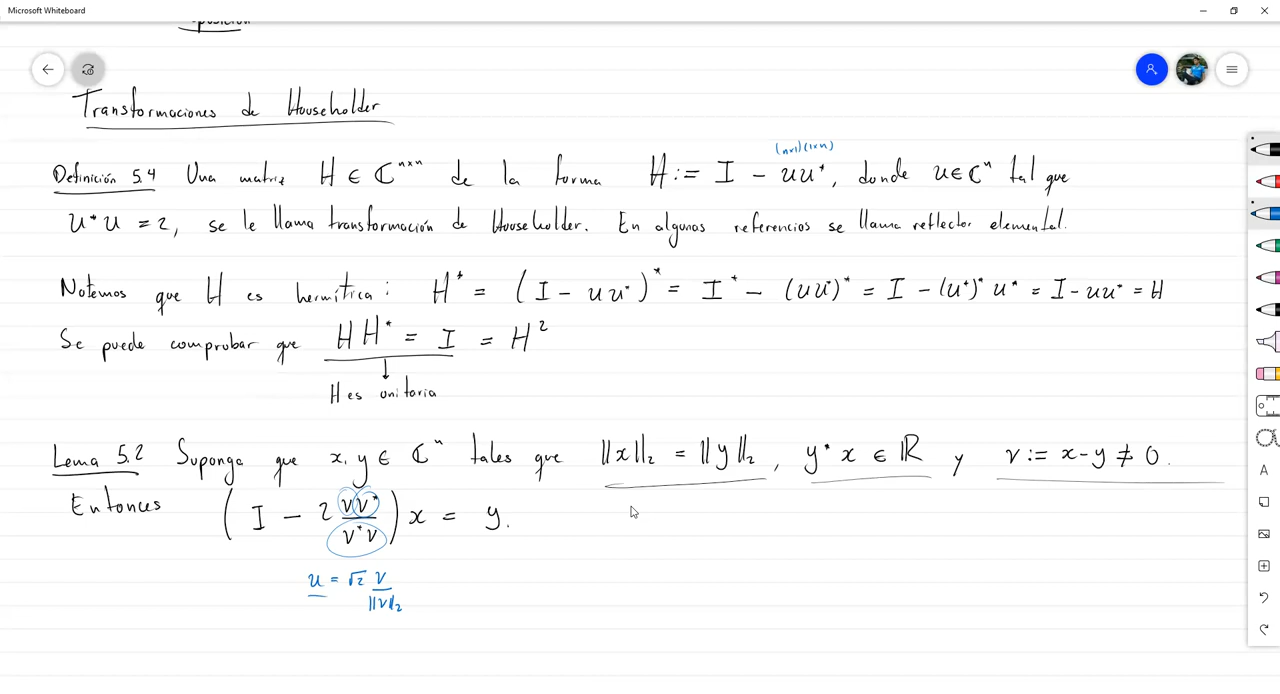 Microsoft Whiteboard
Transformaciones de Householder
(n×1)(1×n)
Definición 5.4 Una matriz H ∈ ℂ^{n×n} de la forma H := I - uu*, donde u ∈ ℂ^n tal que
u*u = 2, se le llama transformación de Householder. En algunas referencias se llama reflector elemental.
Notemos que H es hermítica: H* = (I - uu*)* = I* - (uu*)* = I - (u*)* u* = I - uu* = H
Se puede comprobar que HH* = I = H²
↓
H es unitaria
Lema 5.2 Suponga que x, y ∈ ℂ^n tales que ||x||₂ = ||y||₂, y*x ∈ ℝ y v := x - y ≠ 0.
Entonces (I - 2 vv*/v*v) x = y.
u = √2 v/||v||₂
A